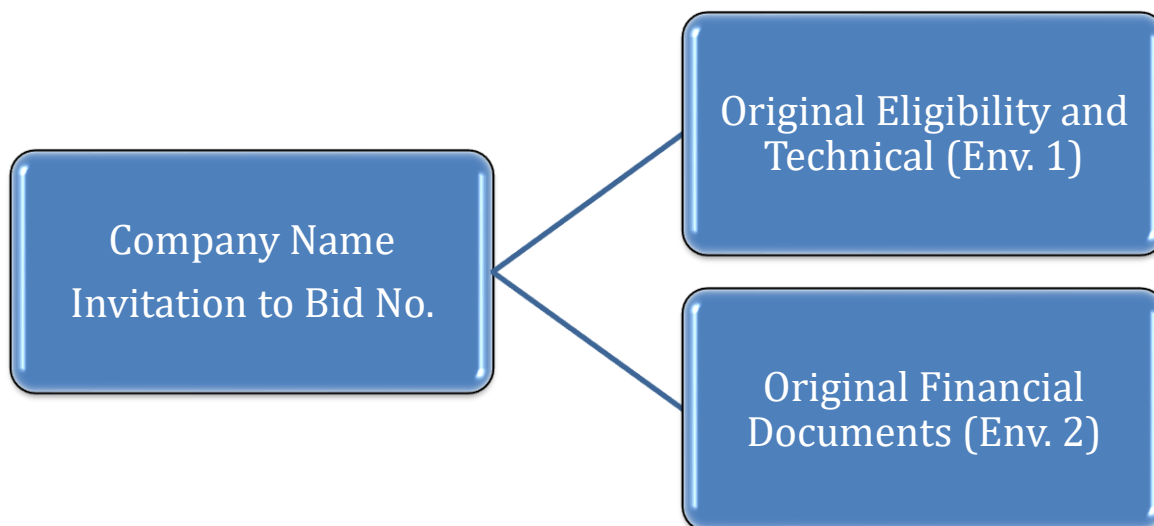 Company Name
Invitation to Bid No.
Original Eligibility and
Technical (Env. 1)
Original Financial
Documents (Env. 2)